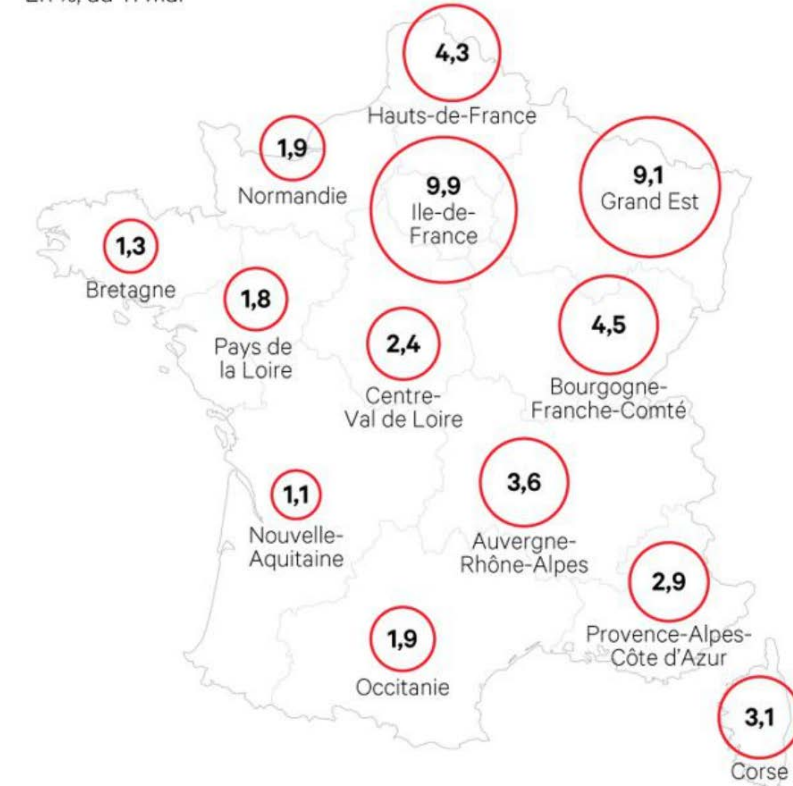 4,3
Hauts-de-France
1,9
Normandie
9,9
Ile-de-
France
9,1
Grand Est
1,3
Bretagne
1,8
Pays de
la Loire
2,4
Centre-
Val de Loire
4,5
Bourgogne-
Franche-Comté
1,1
Nouvelle-
Aquitaine
3,6
Auvergne-
Rhône-Alpes
2,9
Provence-Alpes-
Côte d'Azur
1,9
Occitanie
3,1
Corse